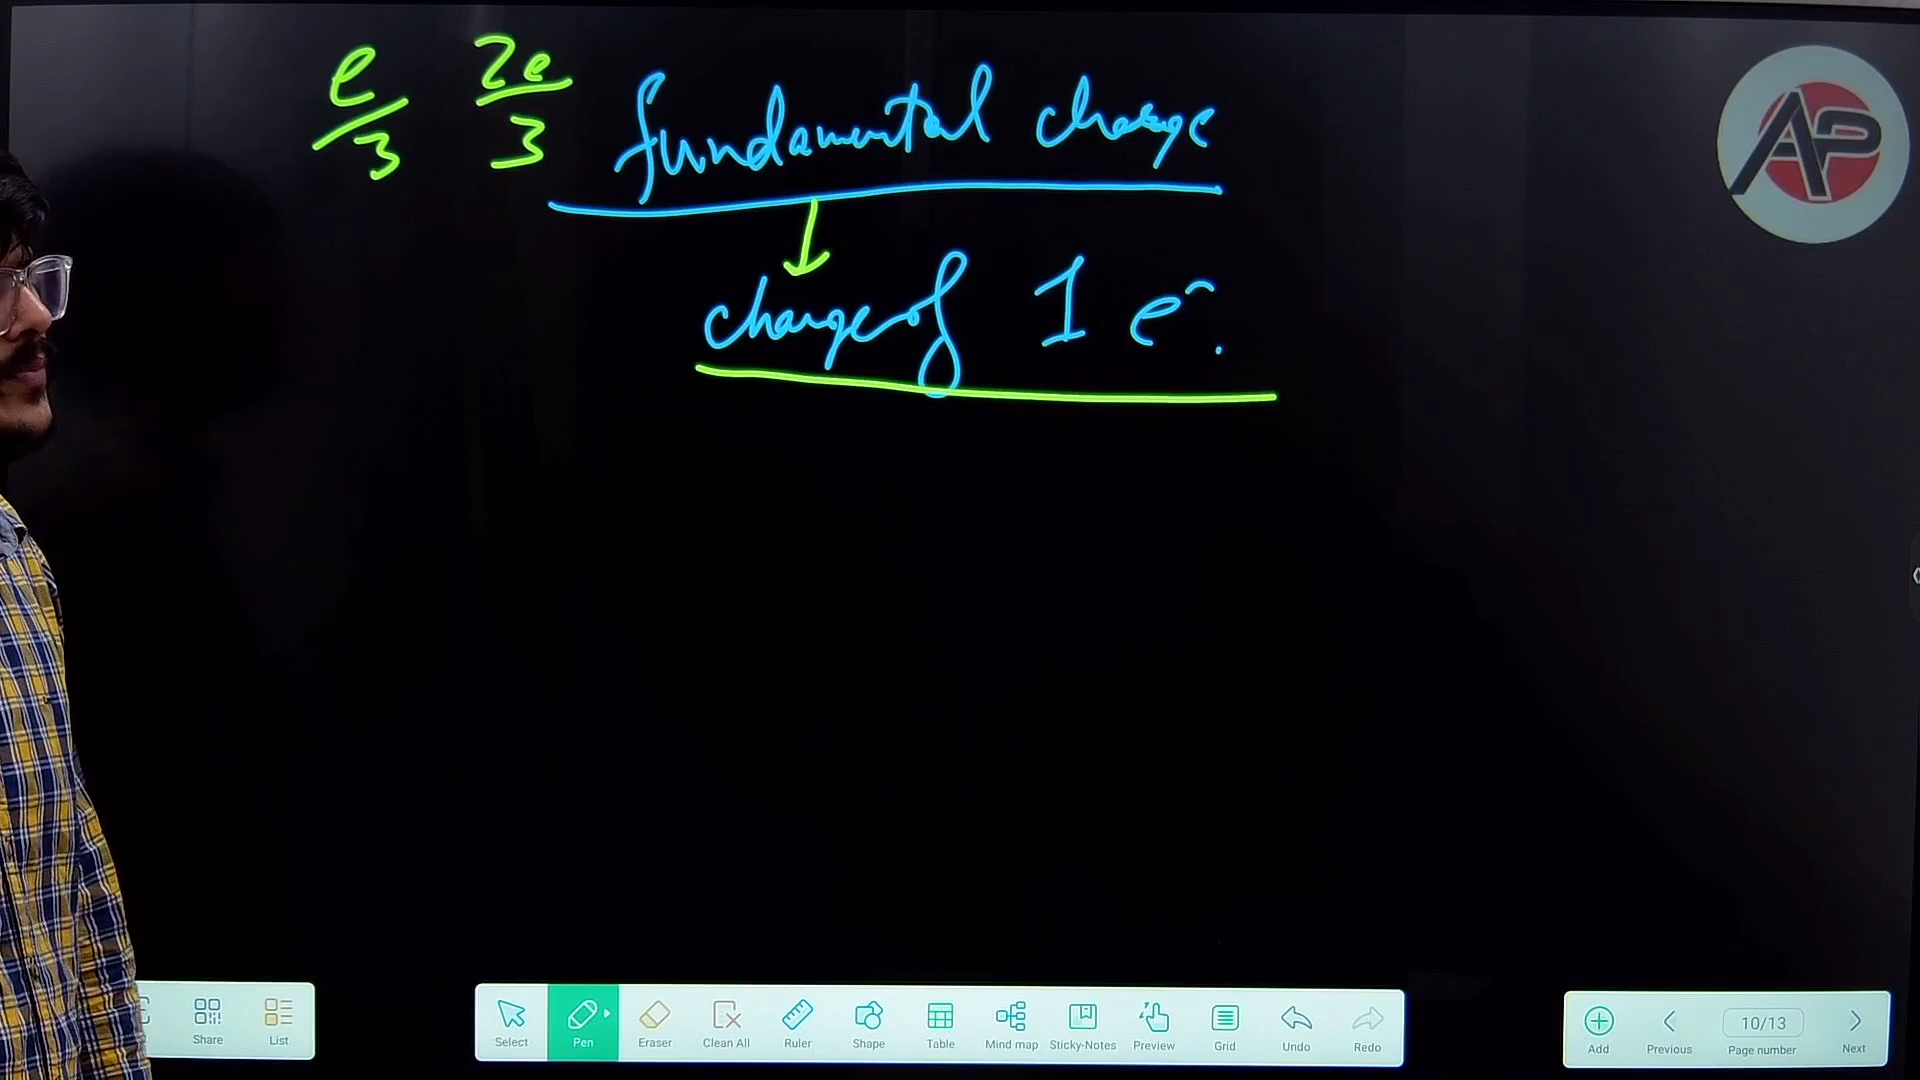 e/3 2e/3 fundamental charge
charge of 1 e⁻.
AP
Share
List
Select
Pen
Eraser
Clean All
Ruler
Shape
Table
Mind map
Sticky-Notes
Preview
Grid
Undo
Redo
Add
Previous
10/13
Page number
Next